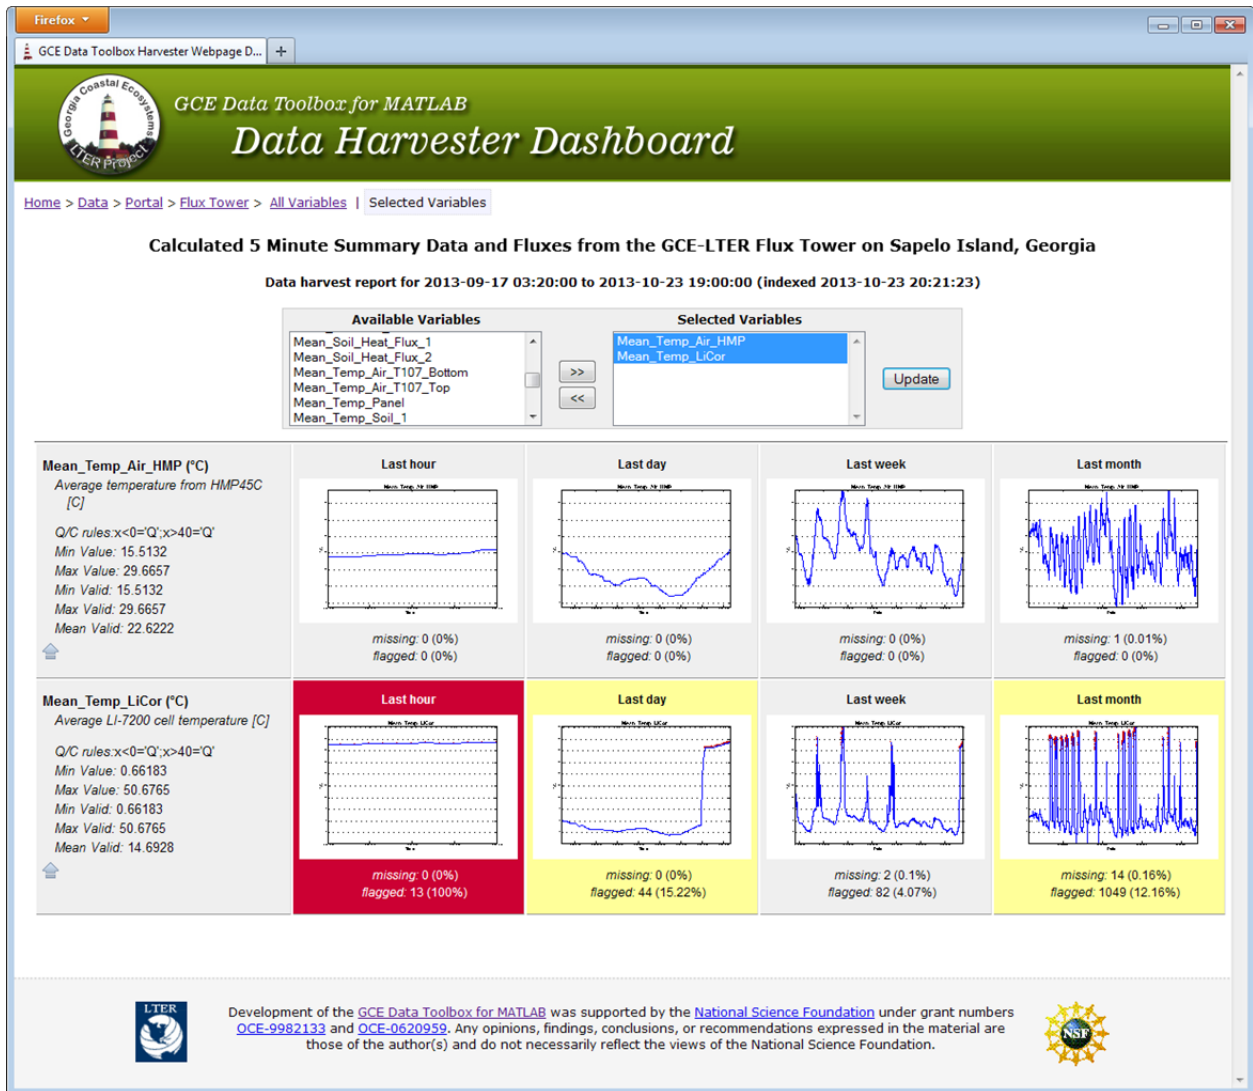 Firefox
GCE Data Toolbox Harvester Webpage D...
Georgia Coastal Ecosystems
LTER Project
GCE Data Toolbox for MATLAB
Data Harvester Dashboard
Home > Data > Portal > Flux Tower > All Variables | Selected Variables
Calculated 5 Minute Summary Data and Fluxes from the GCE-LTER Flux Tower on Sapelo Island, Georgia
Data harvest report for 2013-09-17 03:20:00 to 2013-10-23 19:00:00 (indexed 2013-10-23 20:21:23)
Available Variables
Mean_Soil_Heat_Flux_1
Mean_Soil_Heat_Flux_2
Mean_Temp_Air_T107_Bottom
Mean_Temp_Air_T107_Top
Mean_Temp_Panel
Mean_Temp_Soil_1
>>
<<
Selected Variables
Mean_Temp_Air_HMP
Mean_Temp_LiCor
Update
Mean_Temp_Air_HMP (°C)
Average temperature from HMP45C
[C]
Q/C rules:x<0='Q';x>40='Q'
Min Value: 15.5132
Max Value: 29.6657
Min Valid: 15.5132
Max Valid: 29.6657
Mean Valid: 22.6222
Last hour
Mean_Temp_Air_HMP
missing: 0 (0%)
flagged: 0 (0%)
Last day
Mean_Temp_Air_HMP
missing: 0 (0%)
flagged: 0 (0%)
Last week
Mean_Temp_Air_HMP
missing: 0 (0%)
flagged: 0 (0%)
Last month
Mean_Temp_Air_HMP
missing: 1 (0.01%)
flagged: 0 (0%)
Mean_Temp_LiCor (°C)
Average LI-7200 cell temperature [C]
Q/C rules:x<0='Q';x>40='Q'
Min Value: 0.66183
Max Value: 50.6765
Min Valid: 0.66183
Max Valid: 50.6765
Mean Valid: 14.6928
Last hour
Mean_Temp_LiCor
missing: 0 (0%)
flagged: 13 (100%)
Last day
Mean_Temp_LiCor
missing: 0 (0%)
flagged: 44 (15.22%)
Last week
Mean_Temp_LiCor
missing: 2 (0.1%)
flagged: 82 (4.07%)
Last month
Mean_Temp_LiCor
missing: 14 (0.16%)
flagged: 1049 (12.16%)
LTER
Development of the GCE Data Toolbox for MATLAB was supported by the National Science Foundation under grant numbers
OCE-9982133 and OCE-0620959. Any opinions, findings, conclusions, or recommendations expressed in the material are
those of the author(s) and do not necessarily reflect the views of the National Science Foundation.
NSF